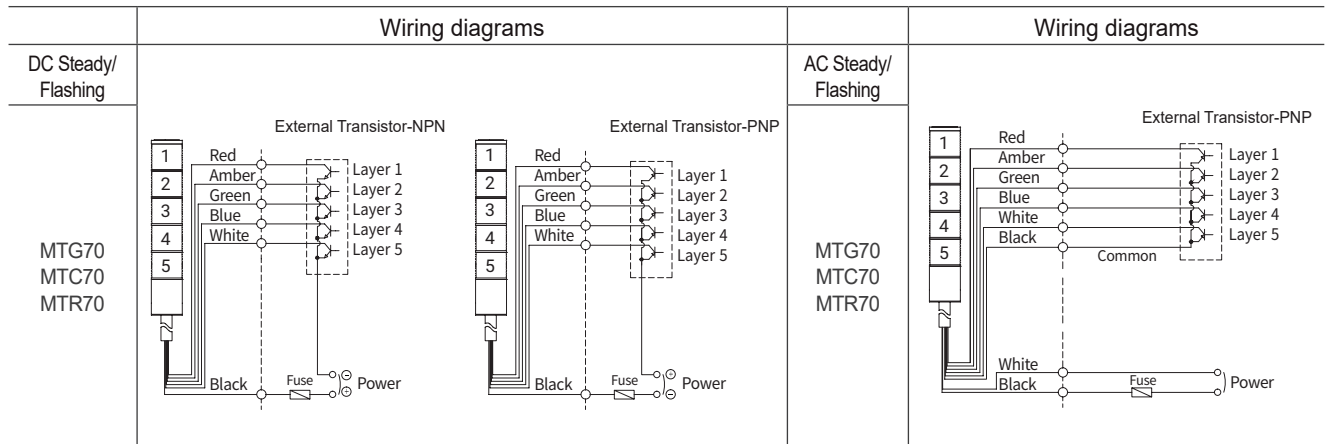 Wiring diagrams
Wiring diagrams
DC Steady/
Flashing
MTG70
MTC70
MTR70
External Transistor-NPN
1
2
3
4
5
Red
Amber
Green
Blue
White
Layer 1
Layer 2
Layer 3
Layer 4
Layer 5
Black
Fuse
⊖
⊕
Power
External Transistor-PNP
1
2
3
4
5
Red
Amber
Green
Blue
White
Layer 1
Layer 2
Layer 3
Layer 4
Layer 5
Black
Fuse
⊕
⊖
Power
AC Steady/
Flashing
MTG70
MTC70
MTR70
External Transistor-PNP
1
2
3
4
5
Red
Amber
Green
Blue
White
Black
Common
Layer 1
Layer 2
Layer 3
Layer 4
Layer 5
White
Black
Fuse
Power